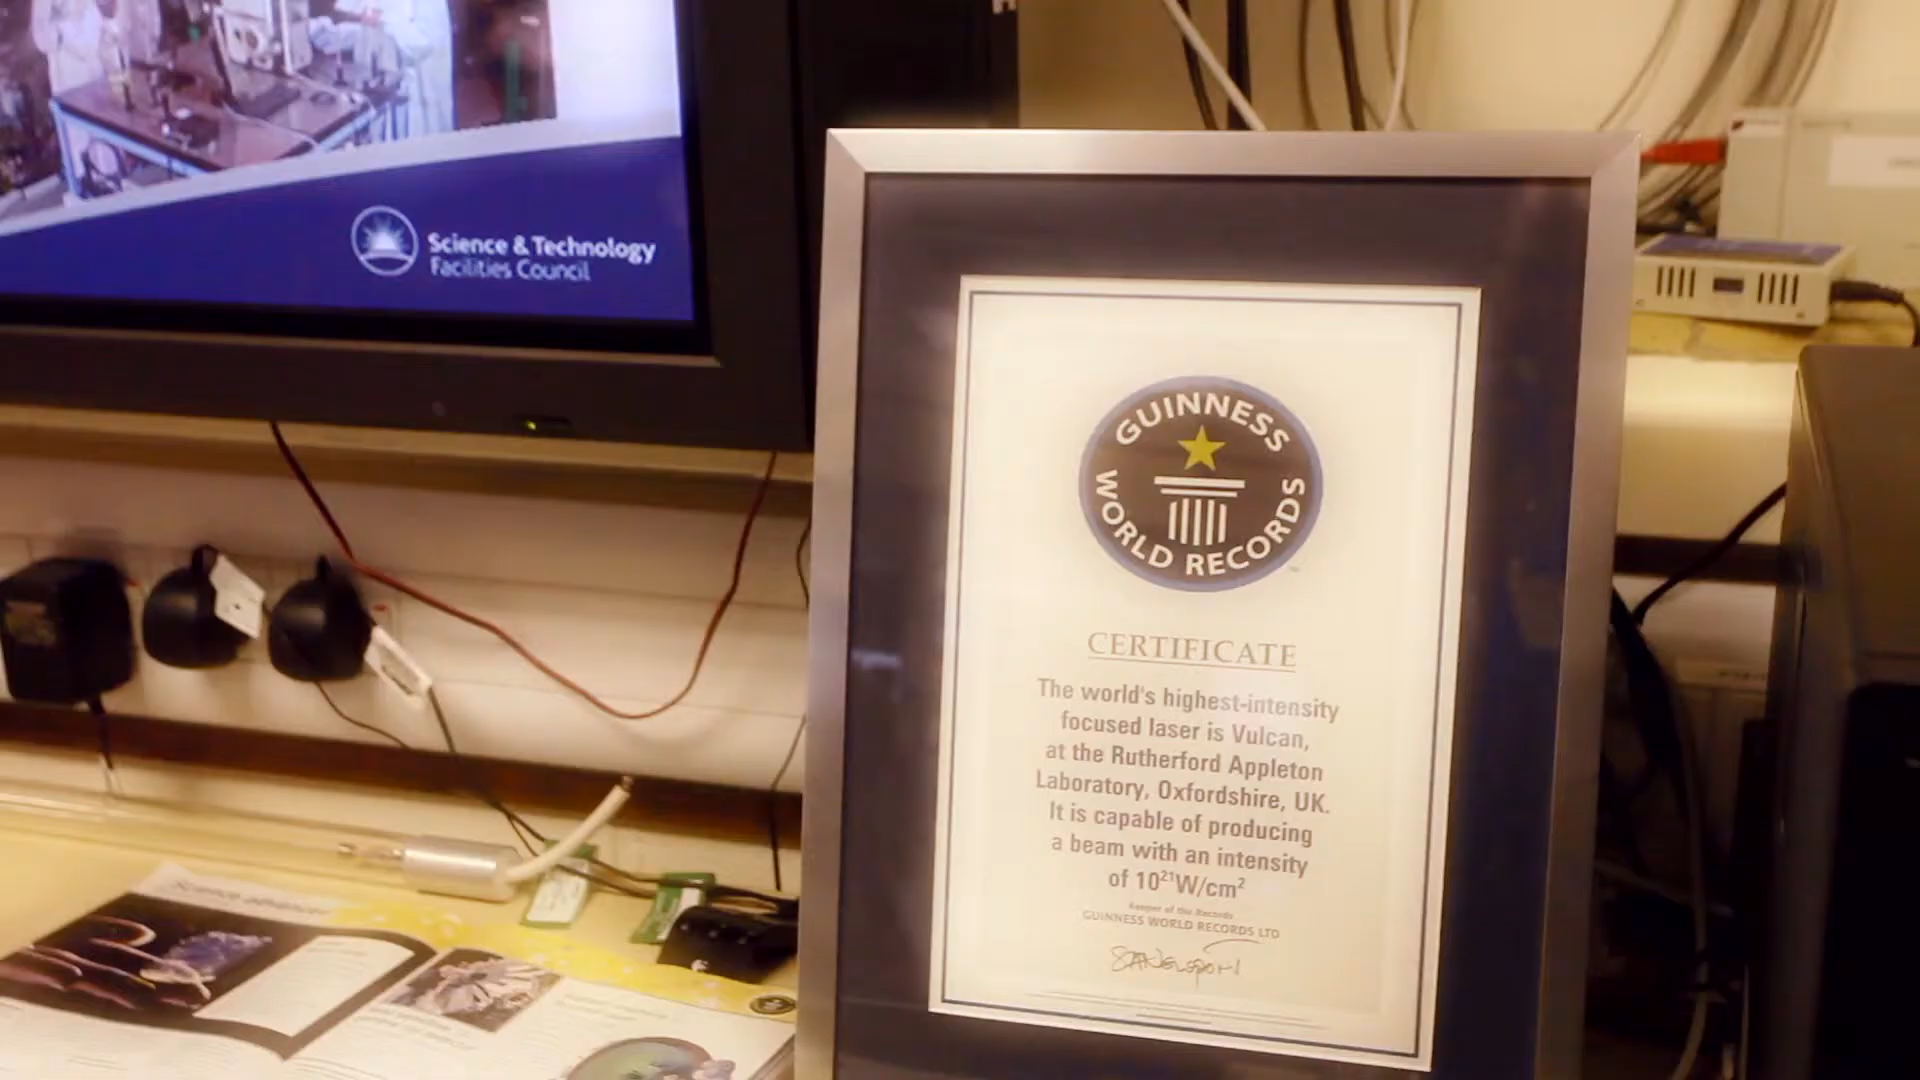 Science & Technology
Facilities Council
GUINNESS
WORLD RECORDS
CERTIFICATE
The world's highest-intensity
focused laser is Vulcan,
at the Rutherford Appleton
Laboratory, Oxfordshire, UK.
It is capable of producing
a beam with an intensity
of 10²¹W/cm²
Keeper of the Records
GUINNESS WORLD RECORDS LTD
Science advances